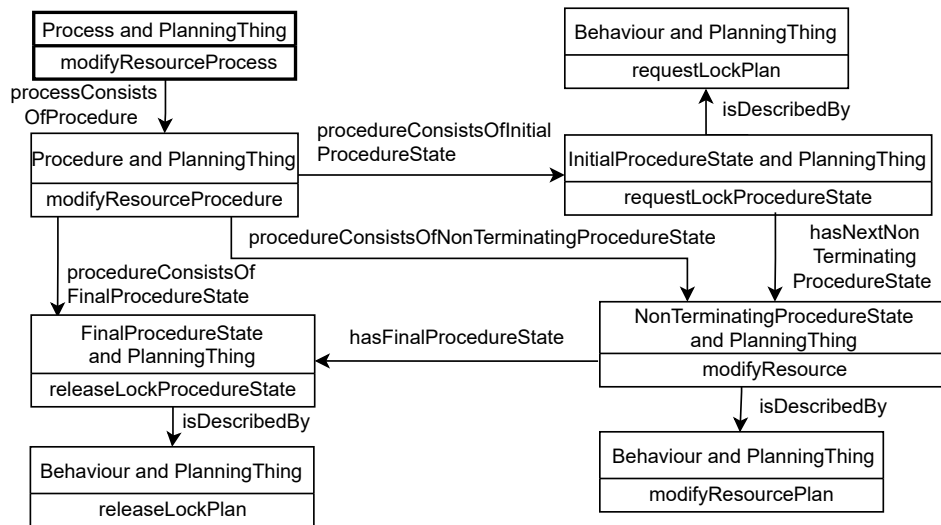 Process and PlanningThing
modifyResourceProcess
processConsists
OfProcedure
Behaviour and PlanningThing
requestLockPlan
isDescribedBy
procedureConsistsOfInitial
ProcedureState
Procedure and PlanningThing
modifyResourceProcedure
InitialProcedureState and PlanningThing
requestLockProcedureState
procedureConsistsOfNonTerminatingProcedureState
hasNextNon
Terminating
ProcedureState
procedureConsistsOf
FinalProcedureState
FinalProcedureState
and PlanningThing
releaseLockProcedureState
hasFinalProcedureState
NonTerminatingProcedureState
and PlanningThing
modifyResource
isDescribedBy
isDescribedBy
Behaviour and PlanningThing
releaseLockPlan
Behaviour and PlanningThing
modifyResourcePlan